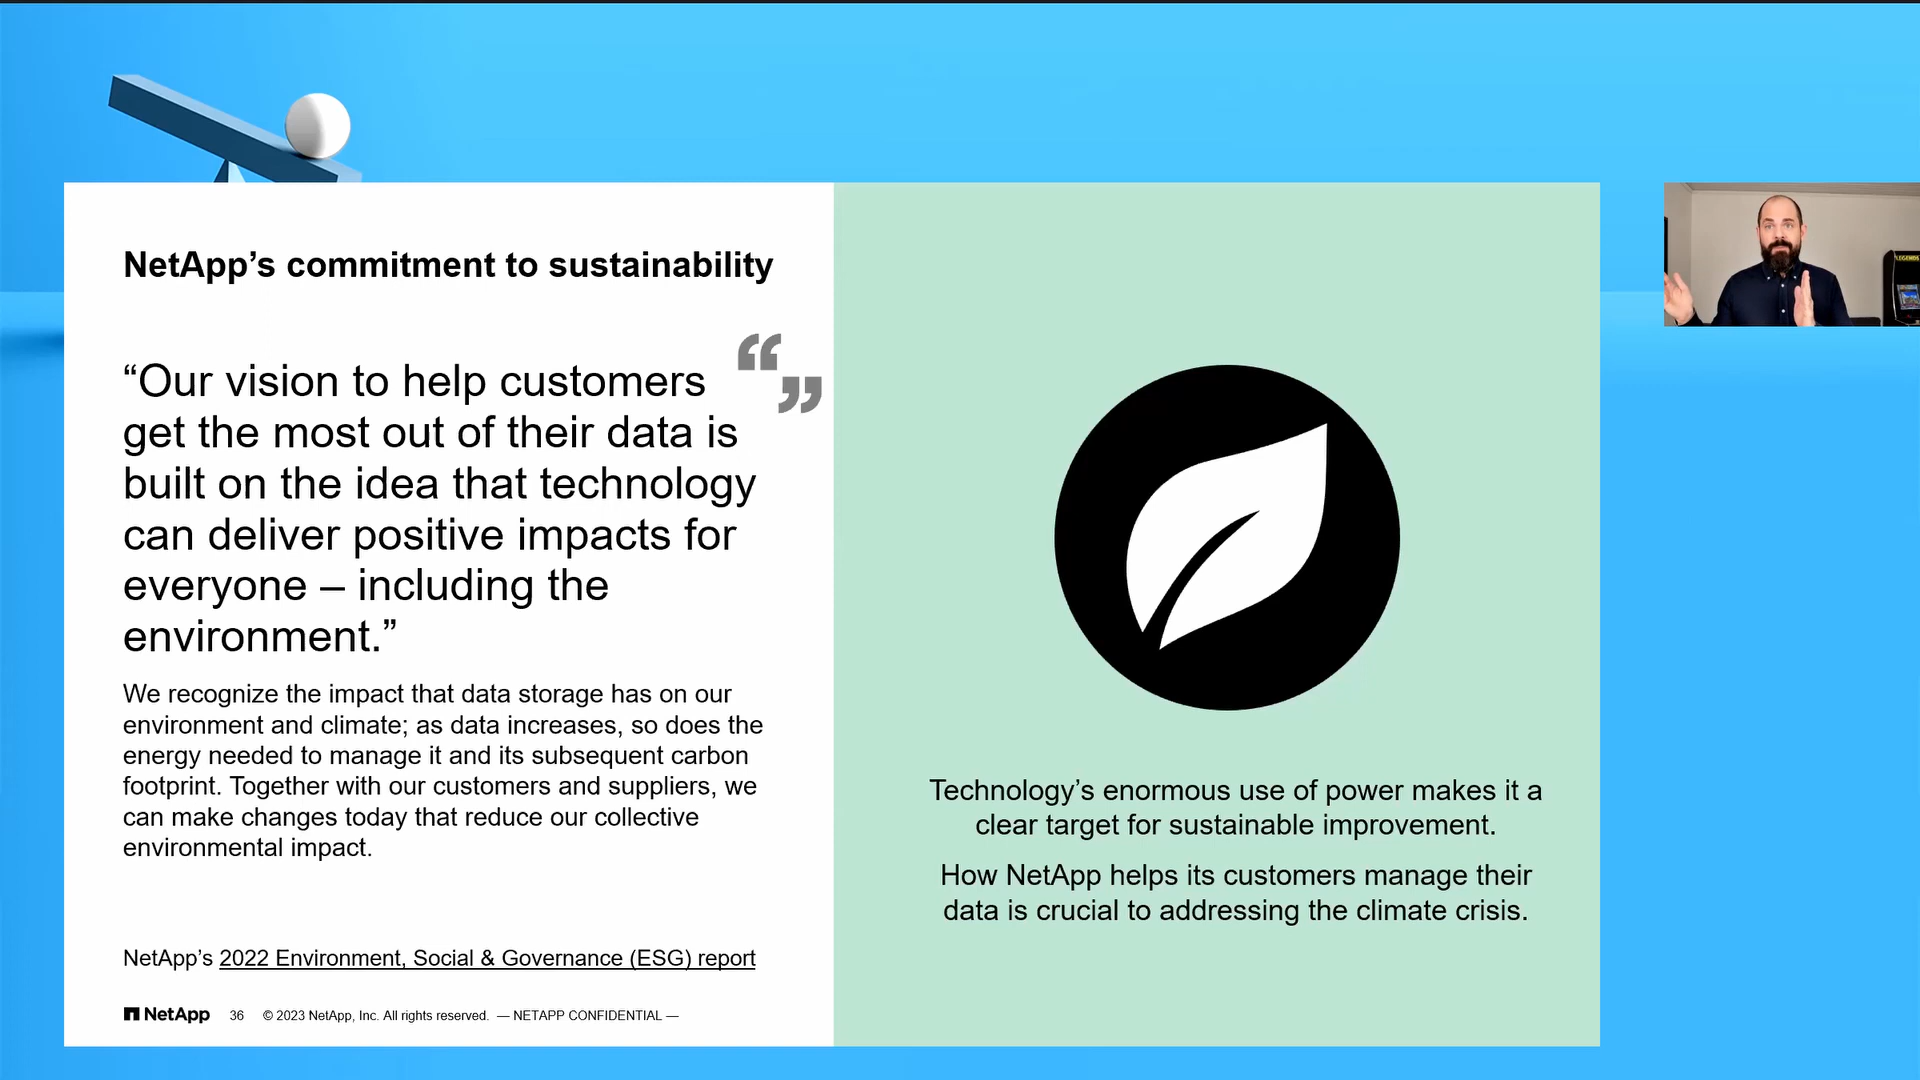 NetApp’s commitment to sustainability
“Our vision to help customers
get the most out of their data is
built on the idea that technology
can deliver positive impacts for
everyone – including the
environment.”
We recognize the impact that data storage has on our
environment and climate; as data increases, so does the
energy needed to manage it and its subsequent carbon
footprint. Together with our customers and suppliers, we
can make changes today that reduce our collective
environmental impact.
NetApp’s 2022 Environment, Social & Governance (ESG) report
NetApp 36 © 2023 NetApp, Inc. All rights reserved. — NETAPP CONFIDENTIAL —
Technology’s enormous use of power makes it a
clear target for sustainable improvement.
How NetApp helps its customers manage their
data is crucial to addressing the climate crisis.
LEGENDS